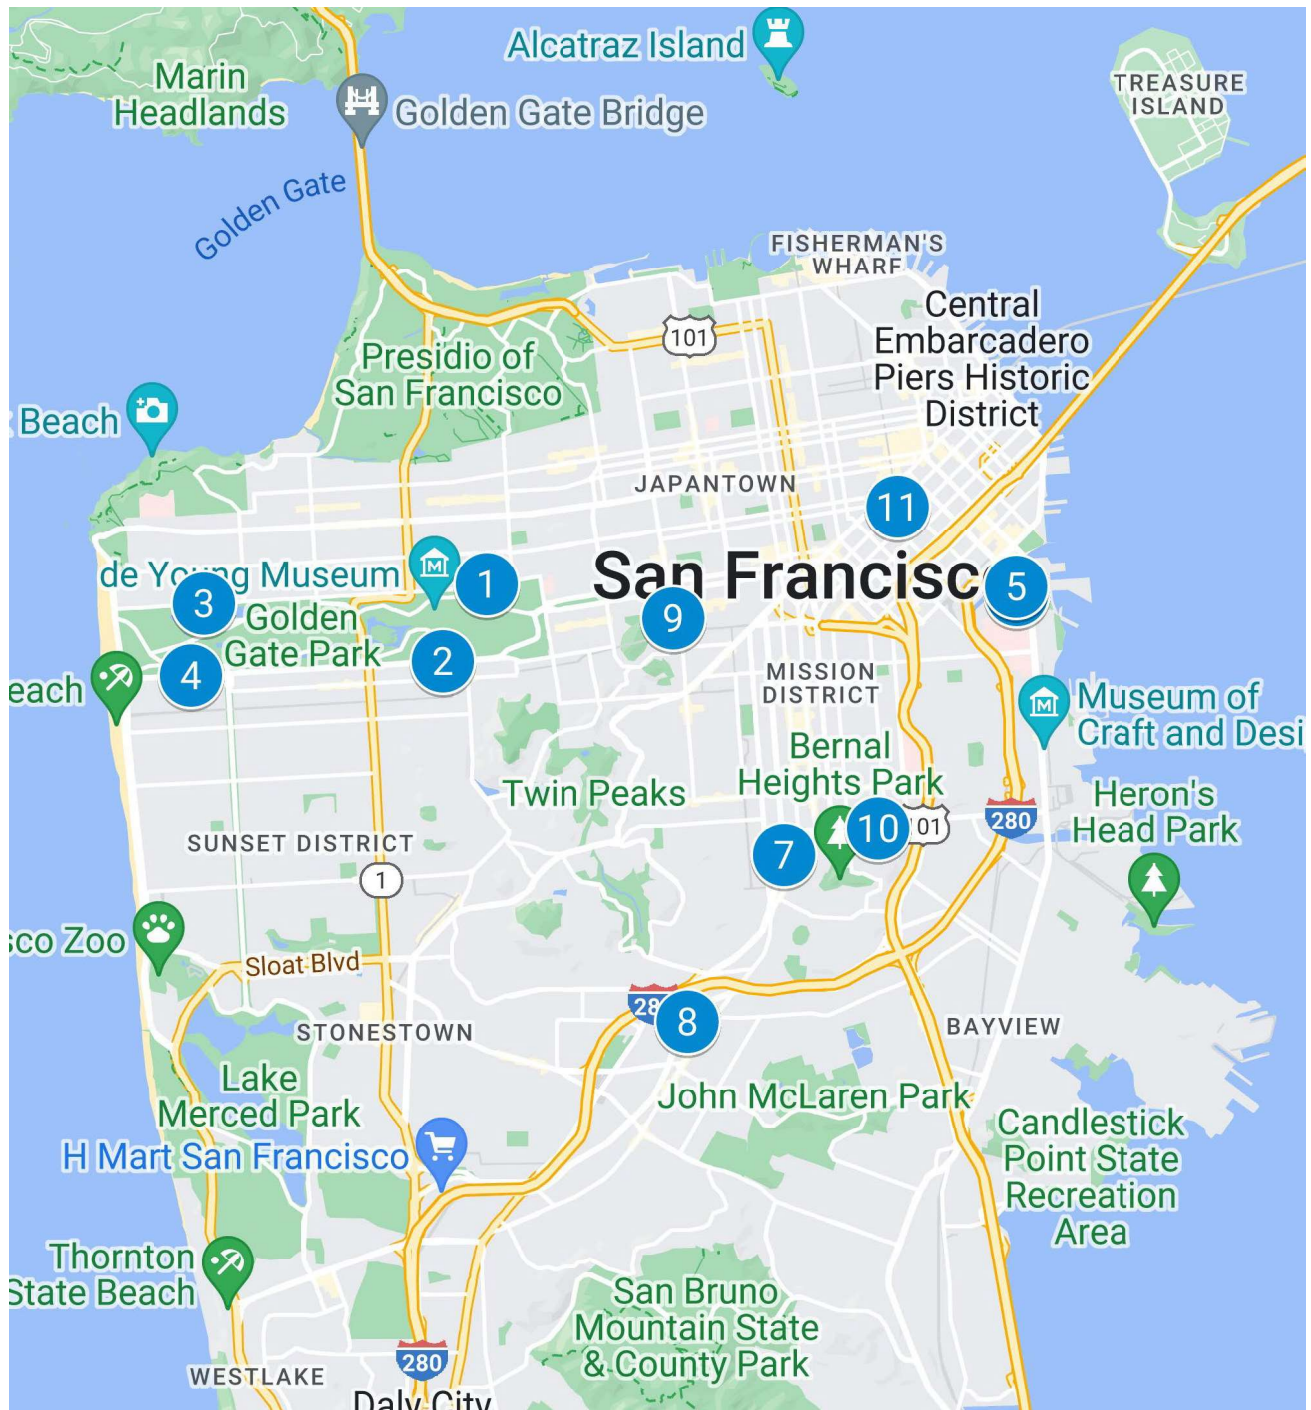 Alcatraz Island
Marin
Headlands
Golden Gate Bridge
TREASURE
ISLAND
Golden Gate
FISHERMAN'S
WHARF
Central
Embarcadero
Piers Historic
District
101
Presidio of
San Francisco
Beach
JAPANTOWN
11
San Francisc
de Young Museum
1
5
3
Golden
Gate Park
9
2
4
MISSION
DISTRICT
each
Museum of
Craft and Desi
Bernal
Heights Park
Twin Peaks
Heron's
Head Park
280
10
101
7
SUNSET DISTRICT
1
sco Zoo
Sloat Blvd
28
8
STONESTOWN
BAYVIEW
Lake
Merced Park
John McLaren Park
H Mart San Francisco
Candlestick
Point State
Recreation
Area
Thornton
State Beach
San Bruno
Mountain State
& County Park
280
WESTLAKE
Daly City